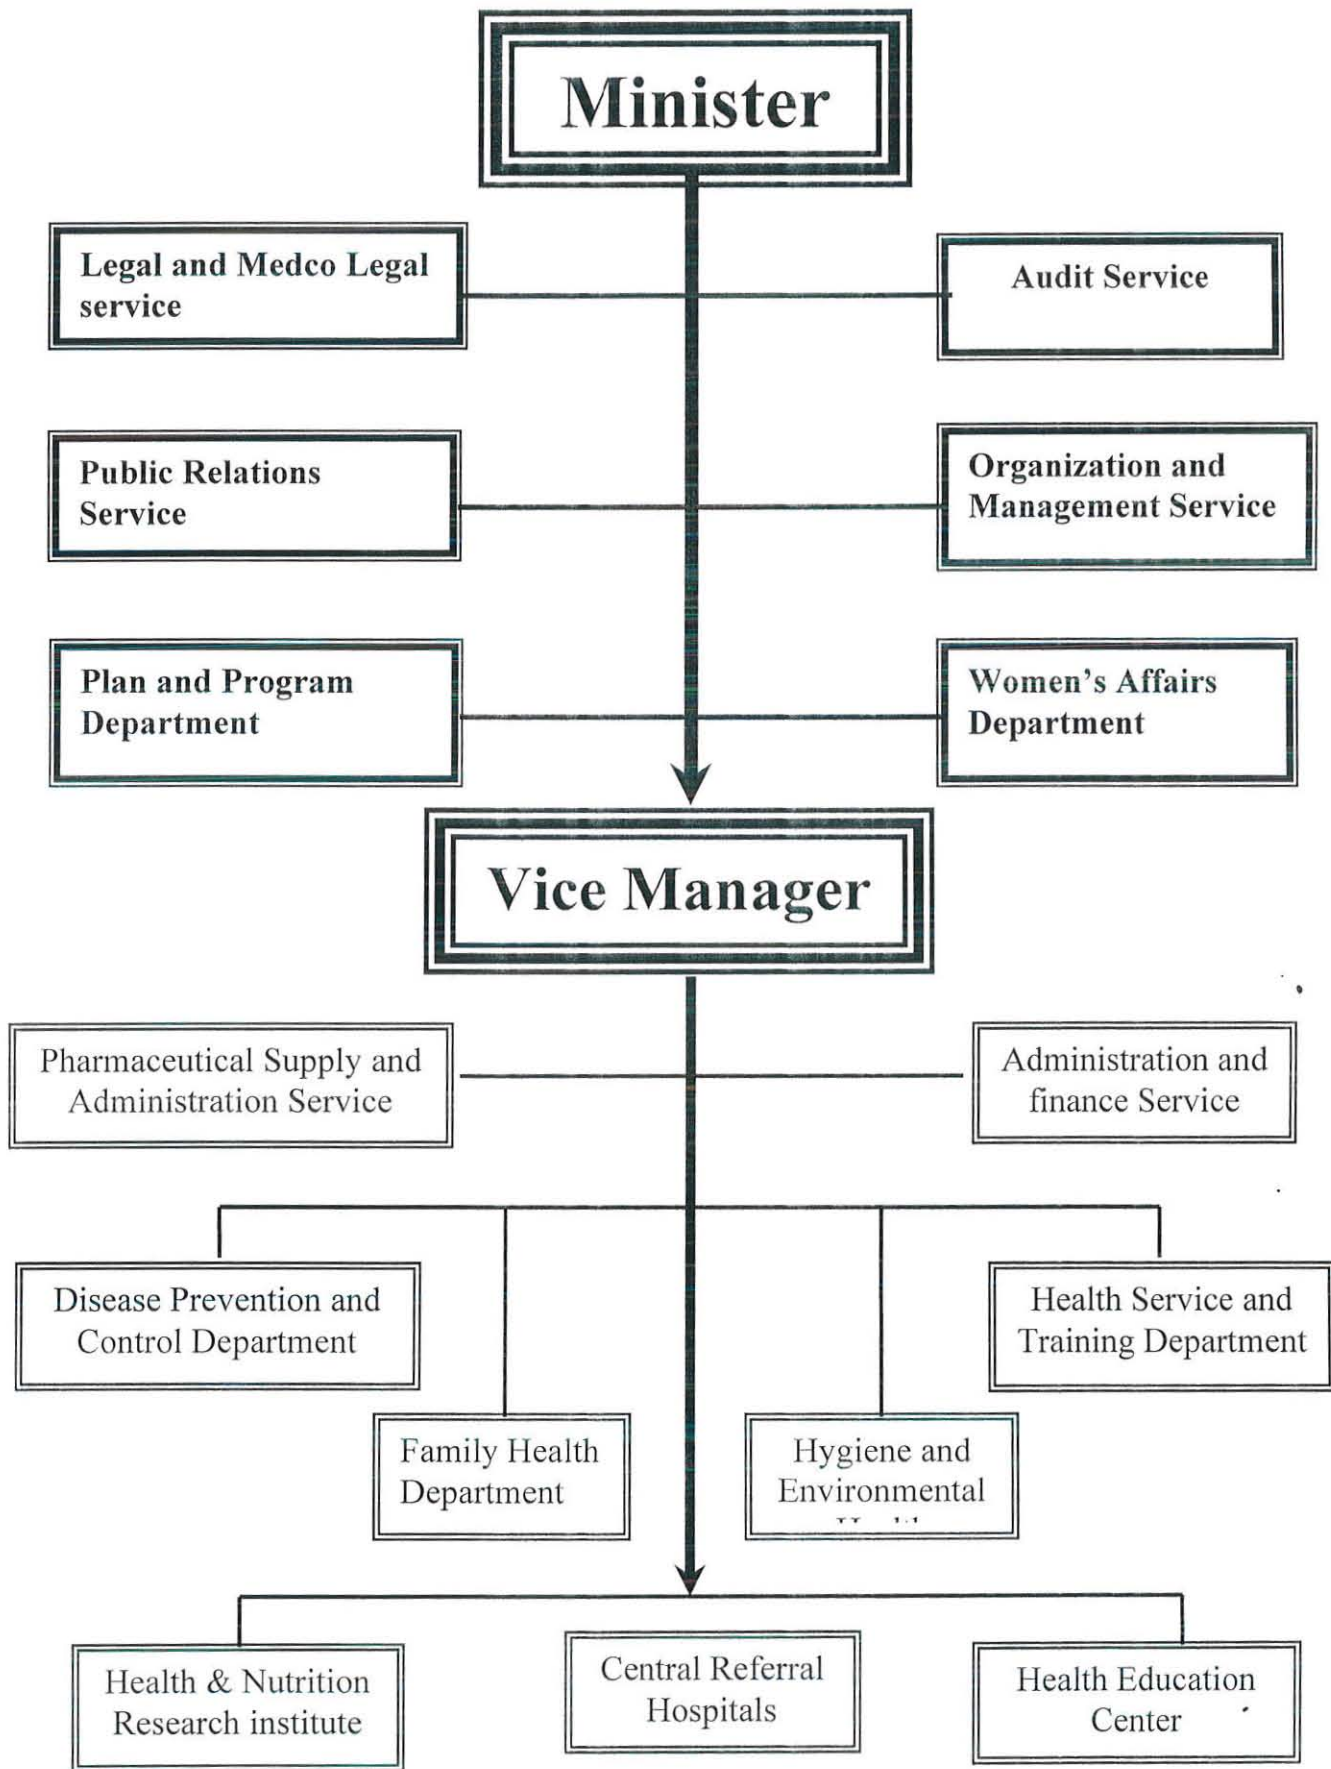 Minister
Legal and Medco Legal
service
Audit Service
Public Relations
Service
Organization and
Management Service
Plan and Program
Department
Women's Affairs
Department
Vice Manager
Pharmaceutical Supply and
Administration Service
Administration and
finance Service
Disease Prevention and
Control Department
Health Service and
Training Department
Family Health
Department
Hygiene and
Environmental
Health & Nutrition
Research institute
Central Referral
Hospitals
Health Education
Center